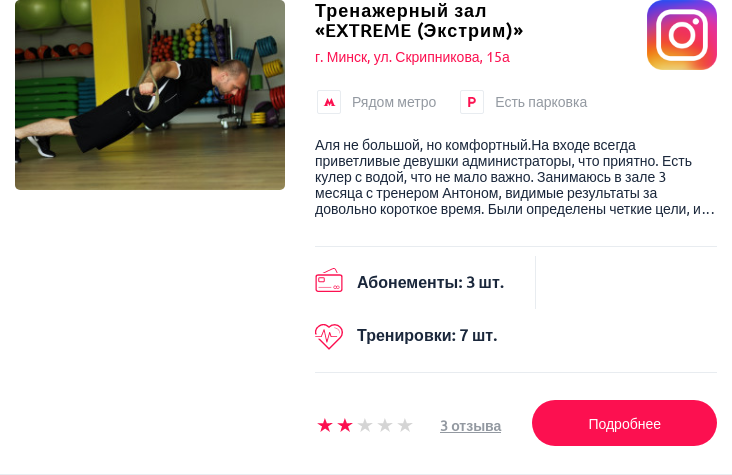 Тренажерный зал
«EXTREME (Экстрим)»
г. Минск, ул. Скрипникова, 15а
М Рядом метро P Есть парковка
Аля не большой, но комфортный.На входе всегда
приветливые девушки администраторы, что приятно. Есть
кулер с водой, что не мало важно. Занимаюсь в зале 3
месяца с тренером Антоном, видимые результаты за
довольно короткое время. Были определены четкие цели, и…
Абонементы: 3 шт.
Тренировки: 7 шт.
3 отзыва
Подробнее